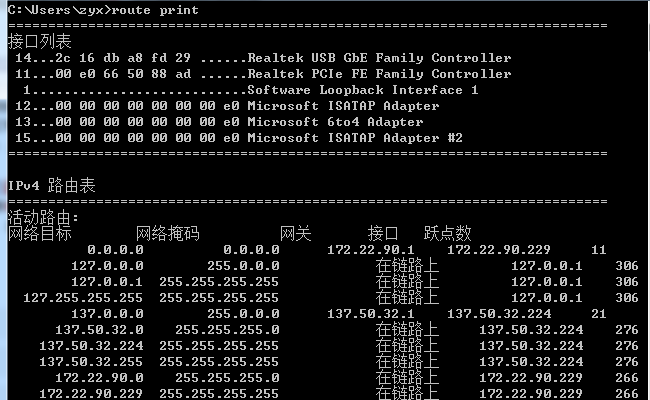 C:\Users\zyx>route print
===========================================================================
接口列表
 14...2c 16 db a8 fd 29 ......Realtek USB GbE Family Controller
 11...00 e0 66 50 88 ad ......Realtek PCIe FE Family Controller
  1...........................Software Loopback Interface 1
 12...00 00 00 00 00 00 00 e0 Microsoft ISATAP Adapter
 13...00 00 00 00 00 00 00 e0 Microsoft 6to4 Adapter
 15...00 00 00 00 00 00 00 e0 Microsoft ISATAP Adapter #2
===========================================================================
IPv4 路由表
===========================================================================
活动路由:
网络目标 网络掩码 网关 接口 跃点数
0.0.0.0 0.0.0.0 172.22.90.1 172.22.90.229 11
127.0.0.0 255.0.0.0 在链路上 127.0.0.1 306
127.0.0.1 255.255.255.255 在链路上 127.0.0.1 306
127.255.255.255 255.255.255.255 在链路上 127.0.0.1 306
137.0.0.0 255.0.0.0 137.50.32.1 137.50.32.224 21
137.50.32.0 255.255.255.0 在链路上 137.50.32.224 276
137.50.32.224 255.255.255.255 在链路上 137.50.32.224 276
137.50.32.255 255.255.255.255 在链路上 137.50.32.224 276
172.22.90.0 255.255.255.0 在链路上 172.22.90.229 266
172.22.90.229 255.255.255.255 在链路上 172.22.90.229 266